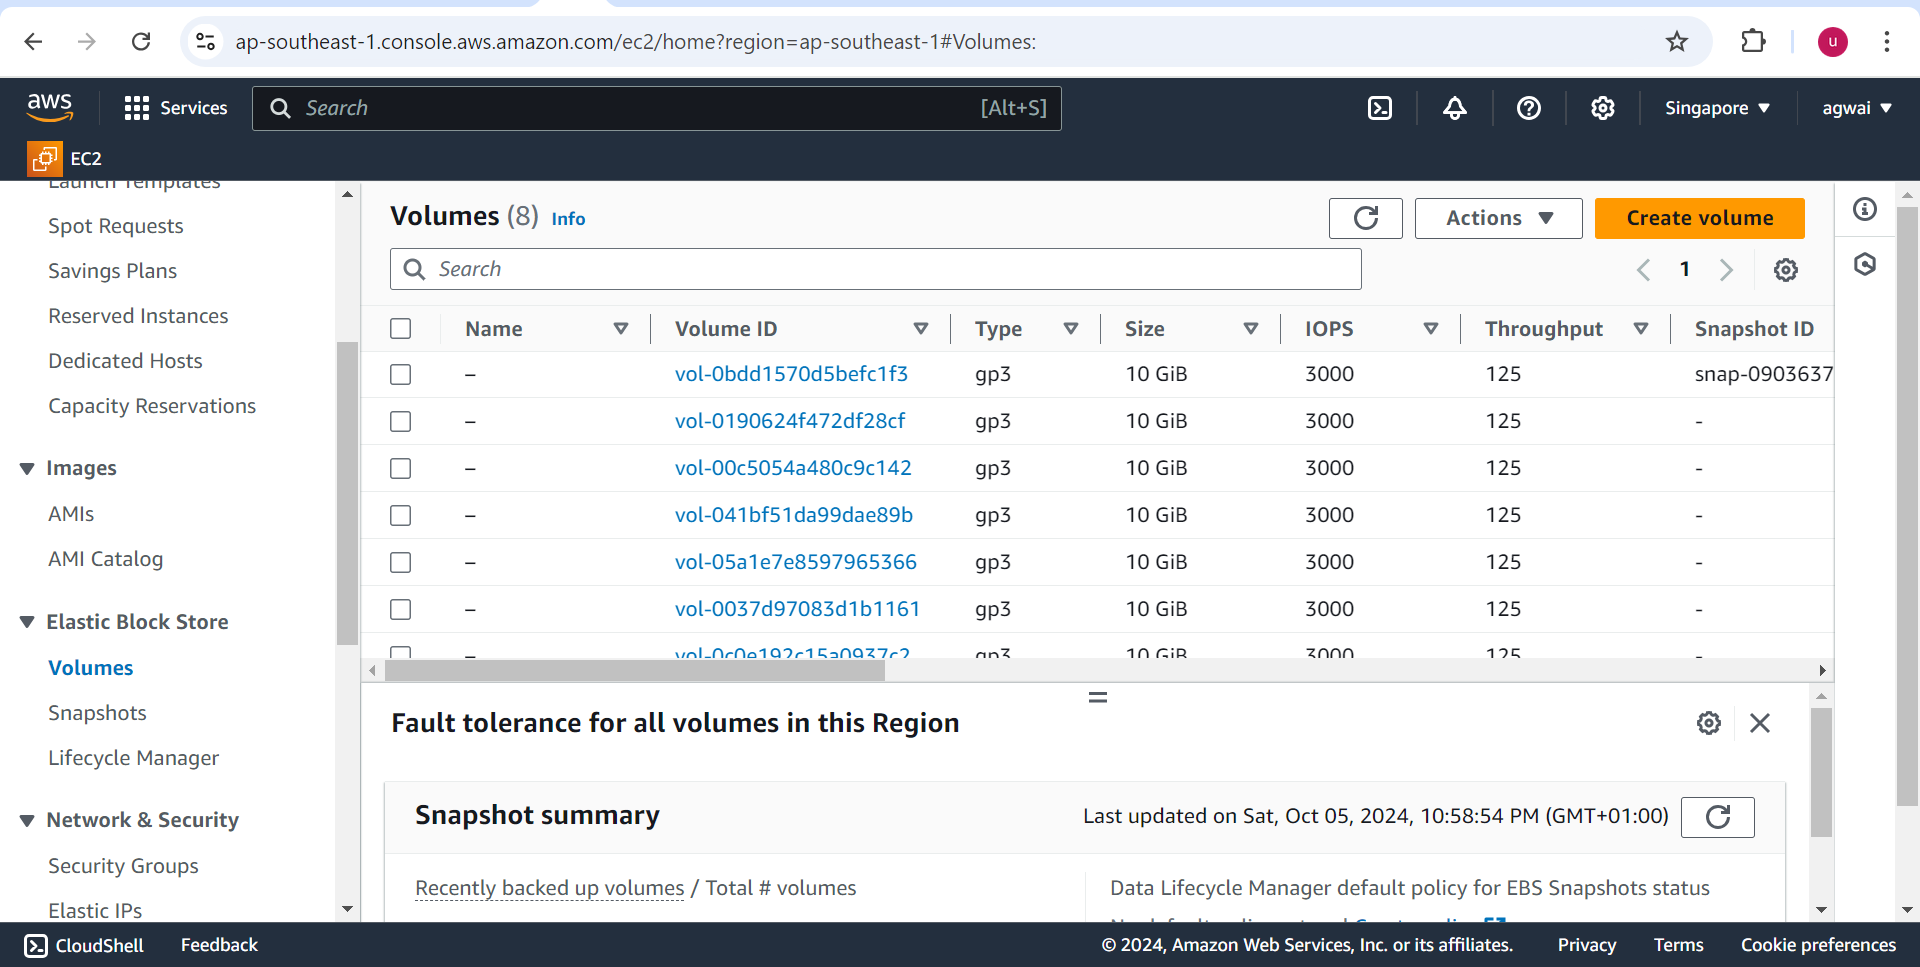 ap-southeast-1.console.aws.amazon.com/ec2/home?region=ap-southeast-1#Volumes:
u
aws
Services
Search
[Alt+S]
Singapore
agwai
EC2
Launch Templates
Spot Requests
Savings Plans
Reserved Instances
Dedicated Hosts
Capacity Reservations
Images
AMIs
AMI Catalog
Elastic Block Store
Volumes
Snapshots
Lifecycle Manager
Network & Security
Security Groups
Elastic IPs
Volumes (8) Info
Actions
Create volume
Search
1
Name Volume ID Type Size IOPS Throughput Snapshot ID
– vol-0bdd1570d5befc1f3 gp3 10 GiB 3000 125 snap-0903637
– vol-0190624f472df28cf gp3 10 GiB 3000 125 -
– vol-00c5054a480c9c142 gp3 10 GiB 3000 125 -
– vol-041bf51da99dae89b gp3 10 GiB 3000 125 -
– vol-05a1e7e8597965366 gp3 10 GiB 3000 125 -
– vol-0037d97083d1b1161 gp3 10 GiB 3000 125 -
– vol-0c0e192c15a0937c2 gp3 10 GiB 3000 125 -
Fault tolerance for all volumes in this Region
Snapshot summary
Last updated on Sat, Oct 05, 2024, 10:58:54 PM (GMT+01:00)
Recently backed up volumes / Total # volumes
Data Lifecycle Manager default policy for EBS Snapshots status
CloudShell
Feedback
© 2024, Amazon Web Services, Inc. or its affiliates.
Privacy
Terms
Cookie preferences